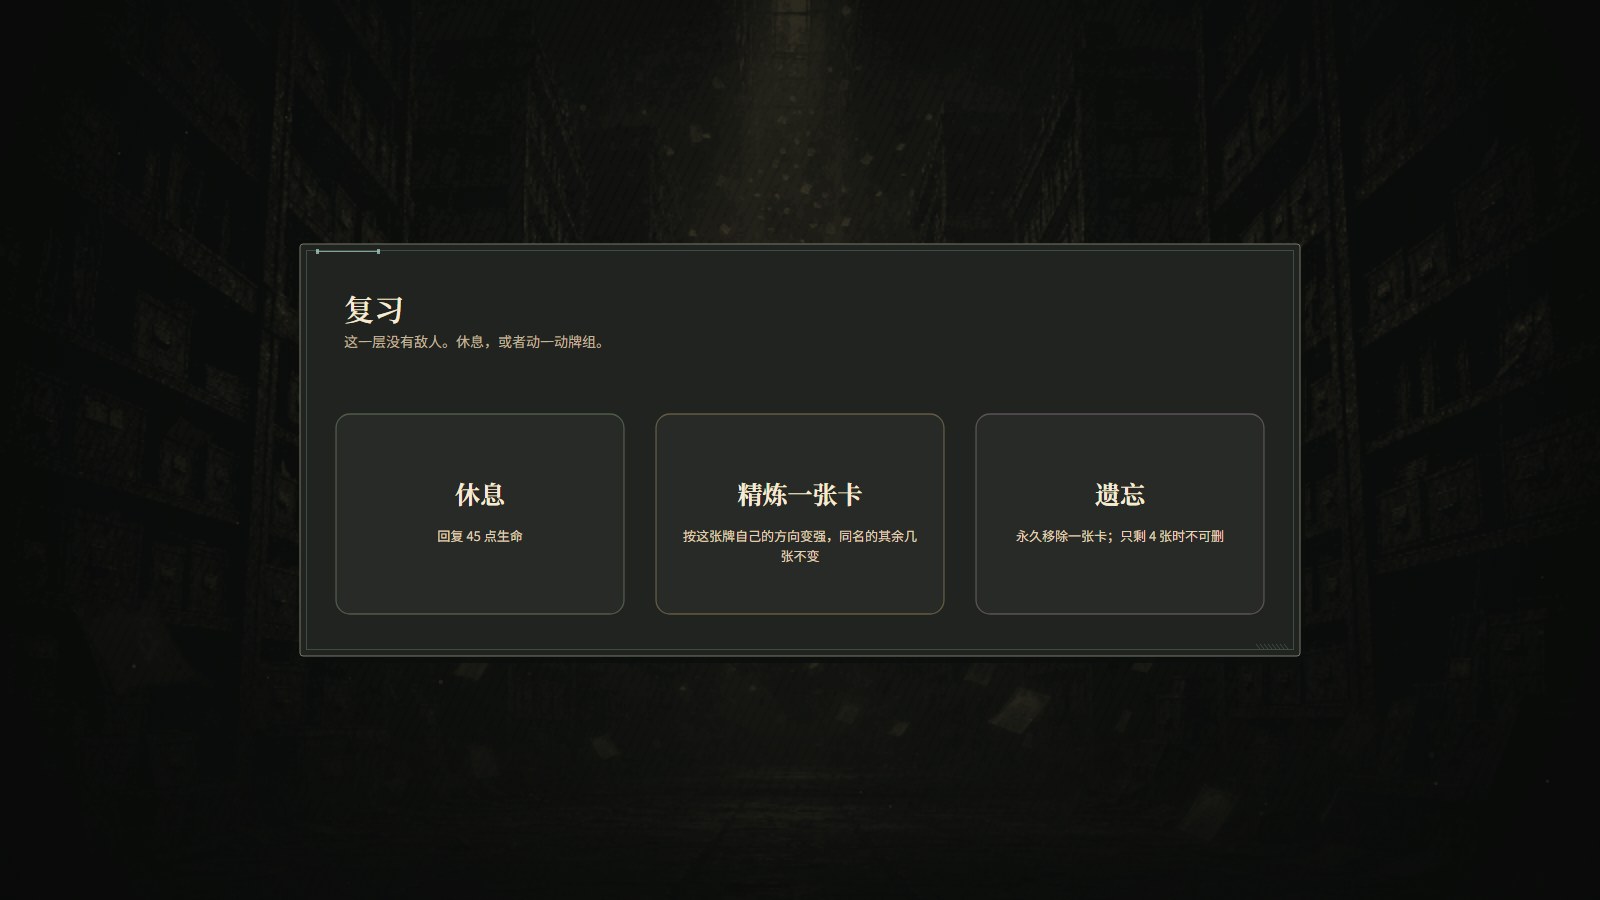 复习
这一层没有敌人。休息，或者动一动牌组。
休息
回复 45 点生命
精炼一张卡
按这张牌自己的方向变强，同名的其余几
张不变
遗忘
永久移除一张卡；只剩 4 张时不可删